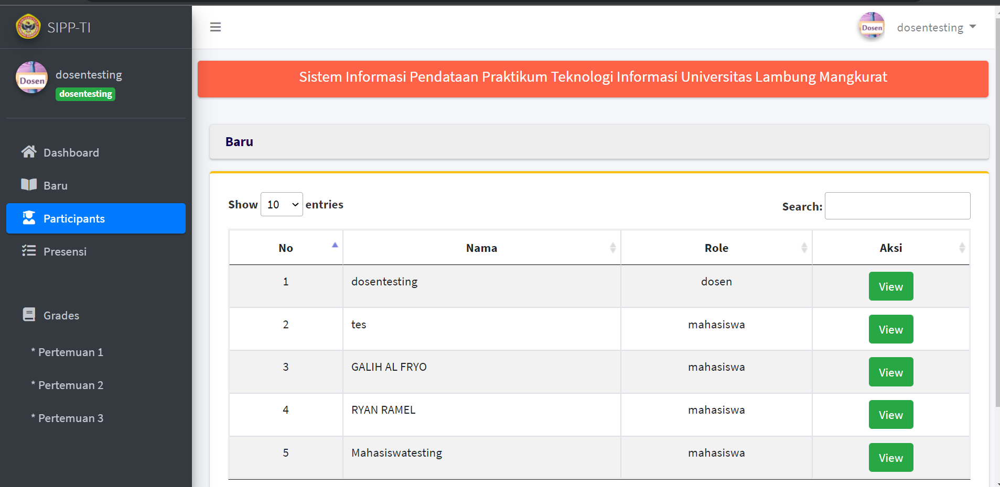 SIPP-TI
Dosen
dosentesting
Dosen
dosentesting
dosentesting
Sistem Informasi Pendataan Praktikum Teknologi Informasi Universitas Lambung Mangkurat
Dashboard
Baru
Participants
Presensi
Grades
* Pertemuan 1
* Pertemuan 2
* Pertemuan 3
Baru
Show 10 entries
Search:
No Nama Role Aksi
1 dosentesting dosen View
2 tes mahasiswa View
3 GALIH AL FRYO mahasiswa View
4 RYAN RAMEL mahasiswa View
5 Mahasiswatesting mahasiswa View